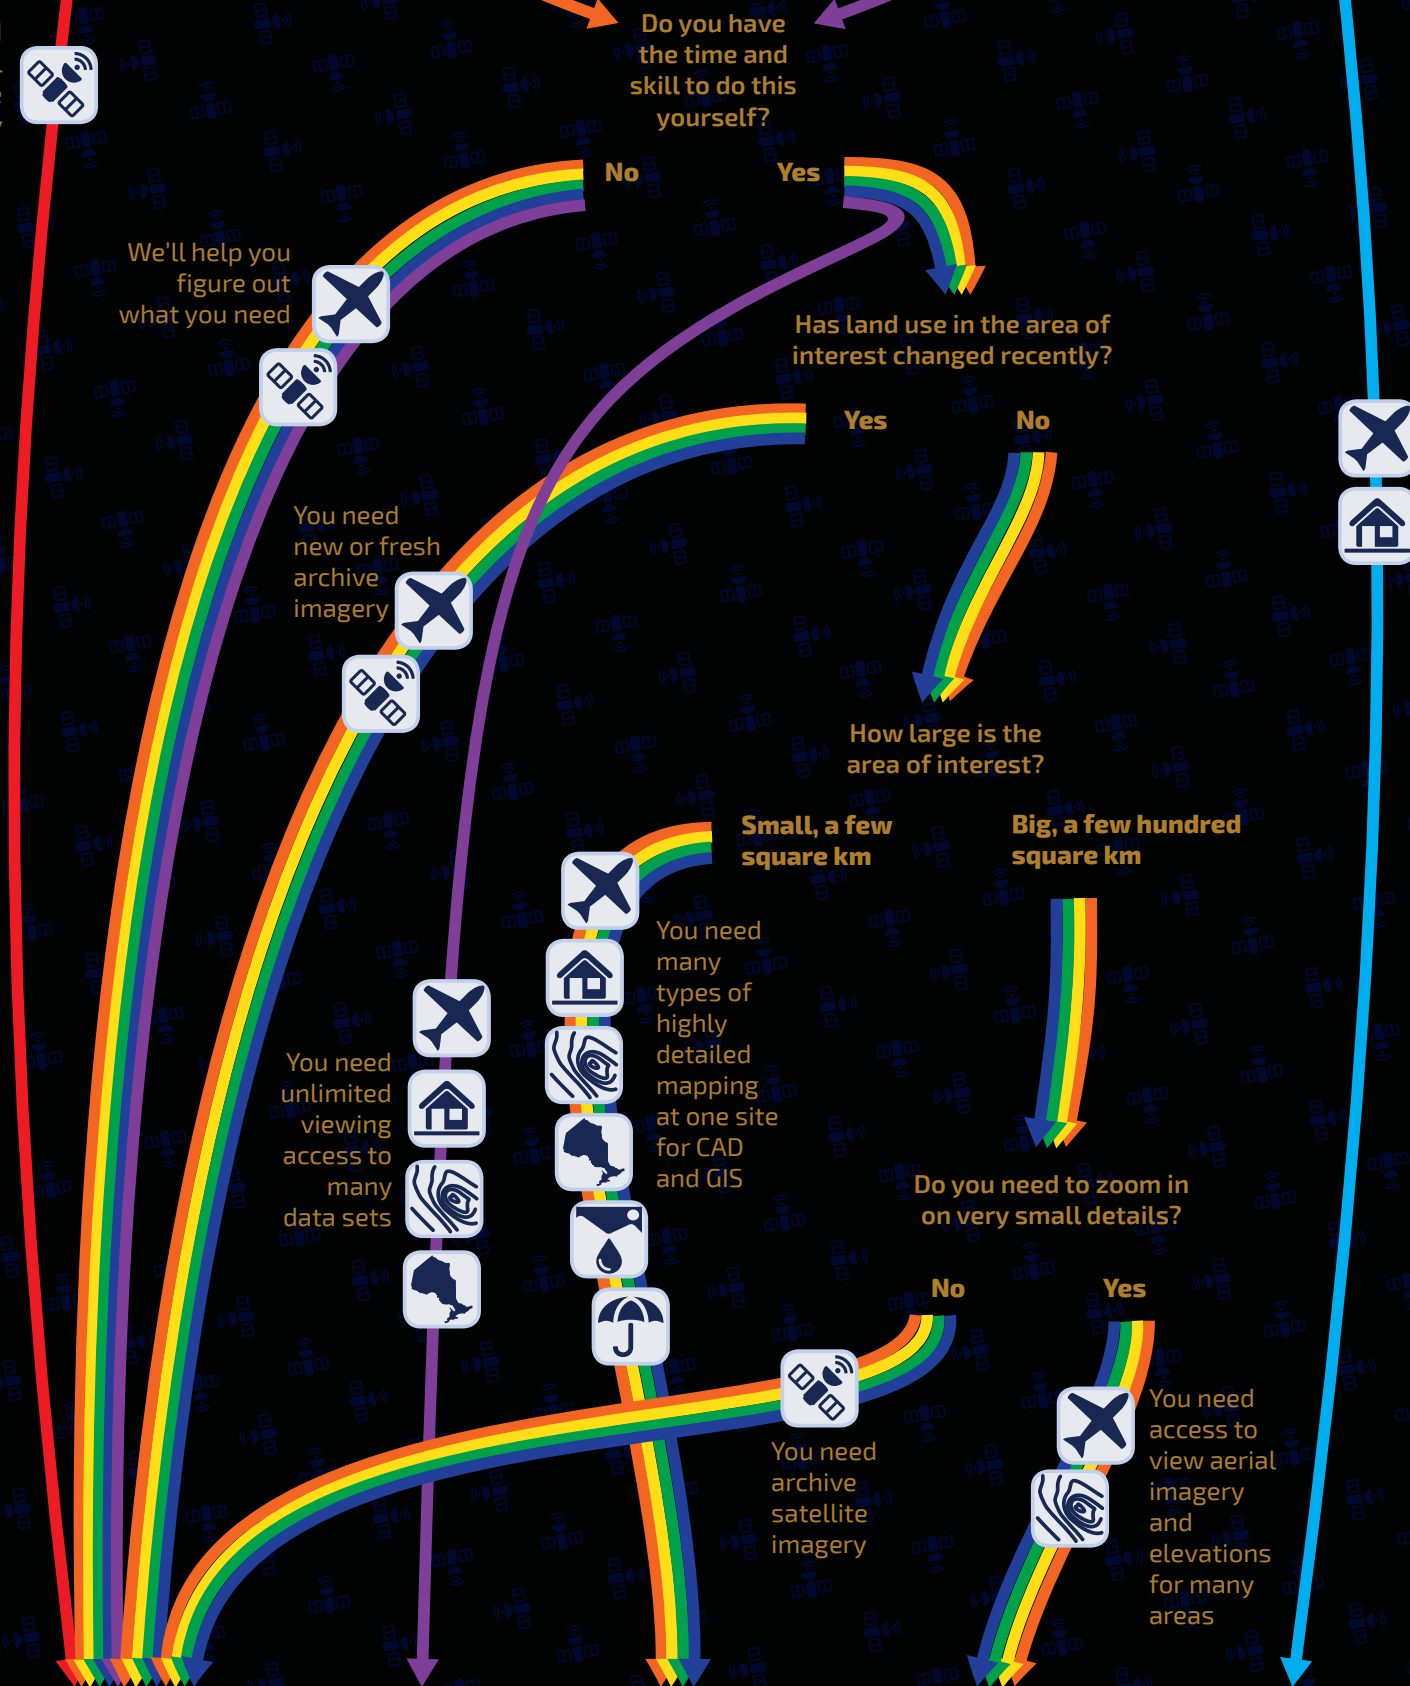 Do you have
the time and
skill to do this
yourself?
No
Yes
We'll help you
figure out
what you need
Has land use in the area of
interest changed recently?
Yes
No
You need
new or fresh
archive
imagery
How large is the
area of interest?
Small, a few
square km
Big, a few hundred
square km
You need
many
types of
highly
detailed
mapping
at one site
for CAD
and GIS
You need
unlimited
viewing
access to
many
data sets
Do you need to zoom in
on very small details?
No
Yes
You need
archive
satellite
imagery
You need
access to
view aerial
imagery
and
elevations
for many
areas